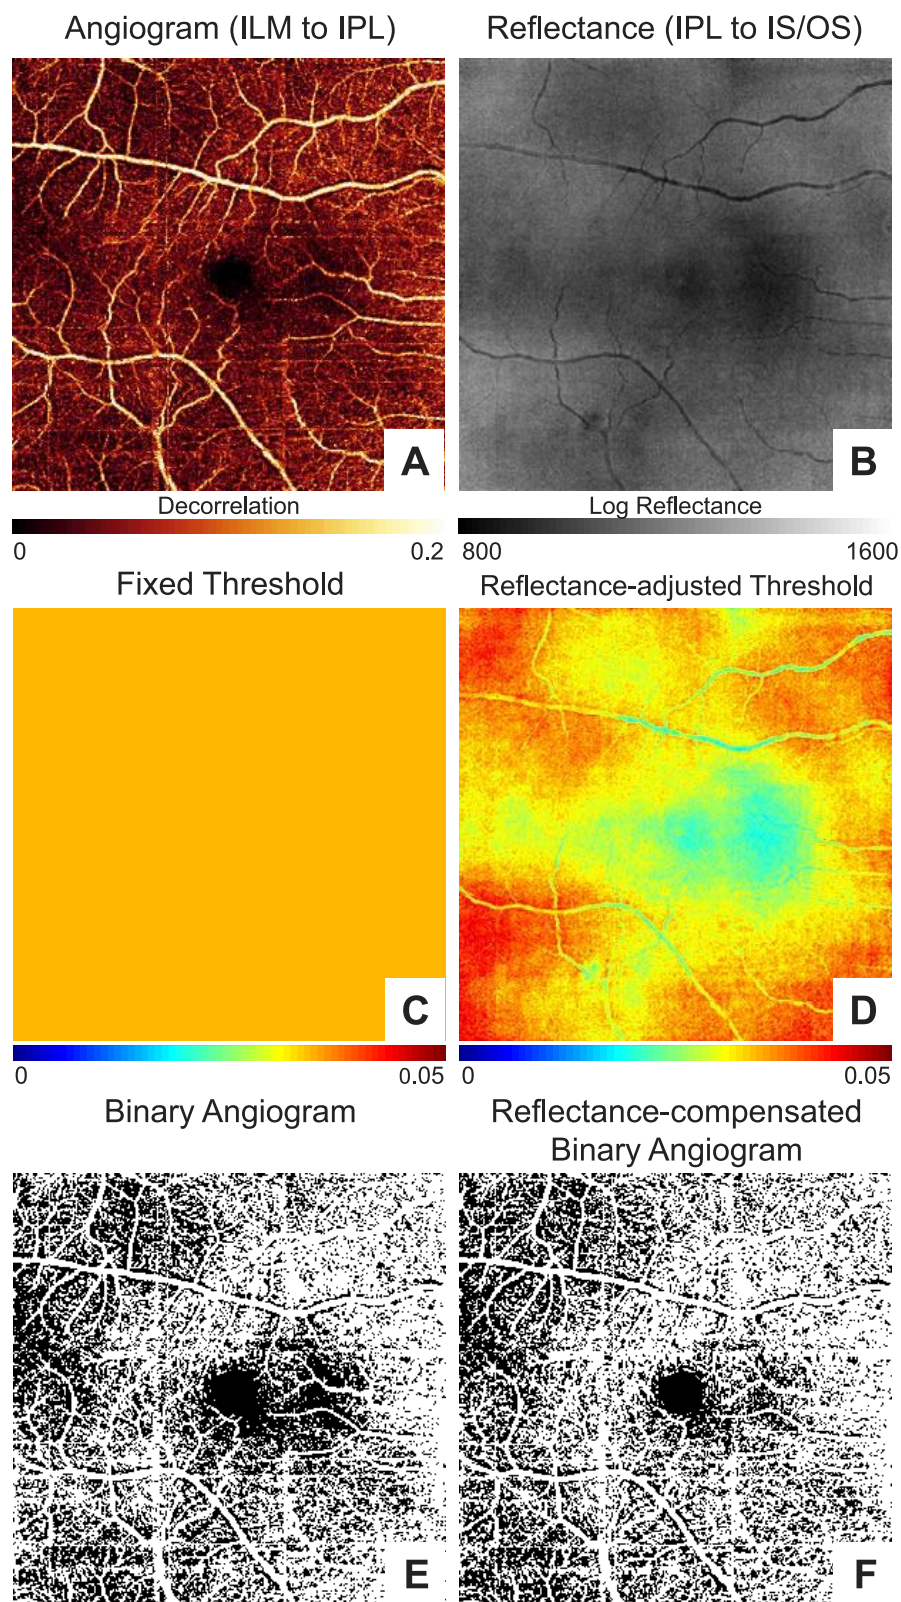 Angiogram (ILM to IPL)
Reflectance (IPL to IS/OS)
A
B
Decorrelation
Log Reflectance
0
0.2
800
1600
Fixed Threshold
Reflectance-adjusted Threshold
C
D
0
0.05
0
0.05
Binary Angiogram
Reflectance-compensated
Binary Angiogram
E
F